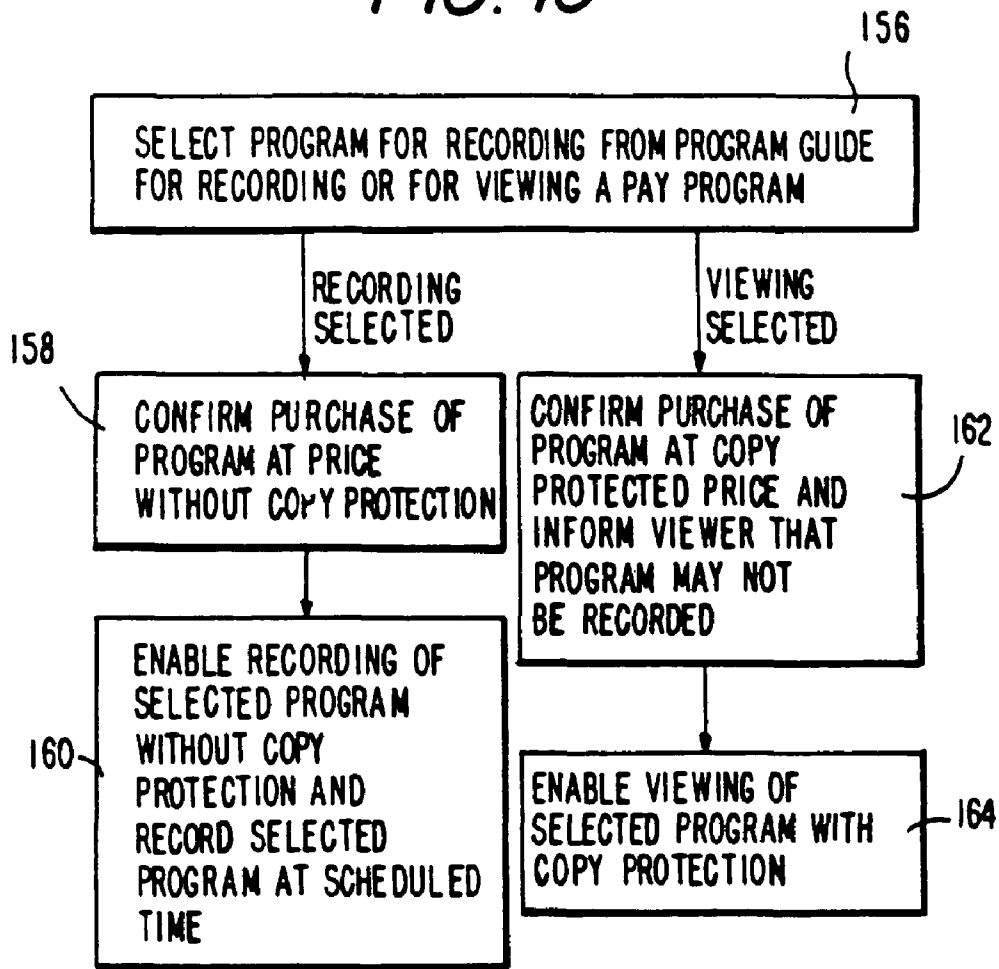 156
SELECT PROGRAM FOR RECORDING FROM PROGRAM GUIDE
FOR RECORDING OR FOR VIEWING A PAY PROGRAM
RECORDING
SELECTED
VIEWING
SELECTED
158
CONFIRM PURCHASE OF
PROGRAM AT PRICE
WITHOUT COPY PROTECTION
CONFIRM PURCHASE OF
PROGRAM AT COPY
PROTECTED PRICE AND
INFORM VIEWER THAT
PROGRAM MAY NOT
BE RECORDED
162
160
ENABLE RECORDING OF
SELECTED PROGRAM
WITHOUT COPY
PROTECTION AND
RECORD SELECTED
PROGRAM AT SCHEDULED
TIME
ENABLE VIEWING OF
SELECTED PROGRAM WITH
COPY PROTECTION
164